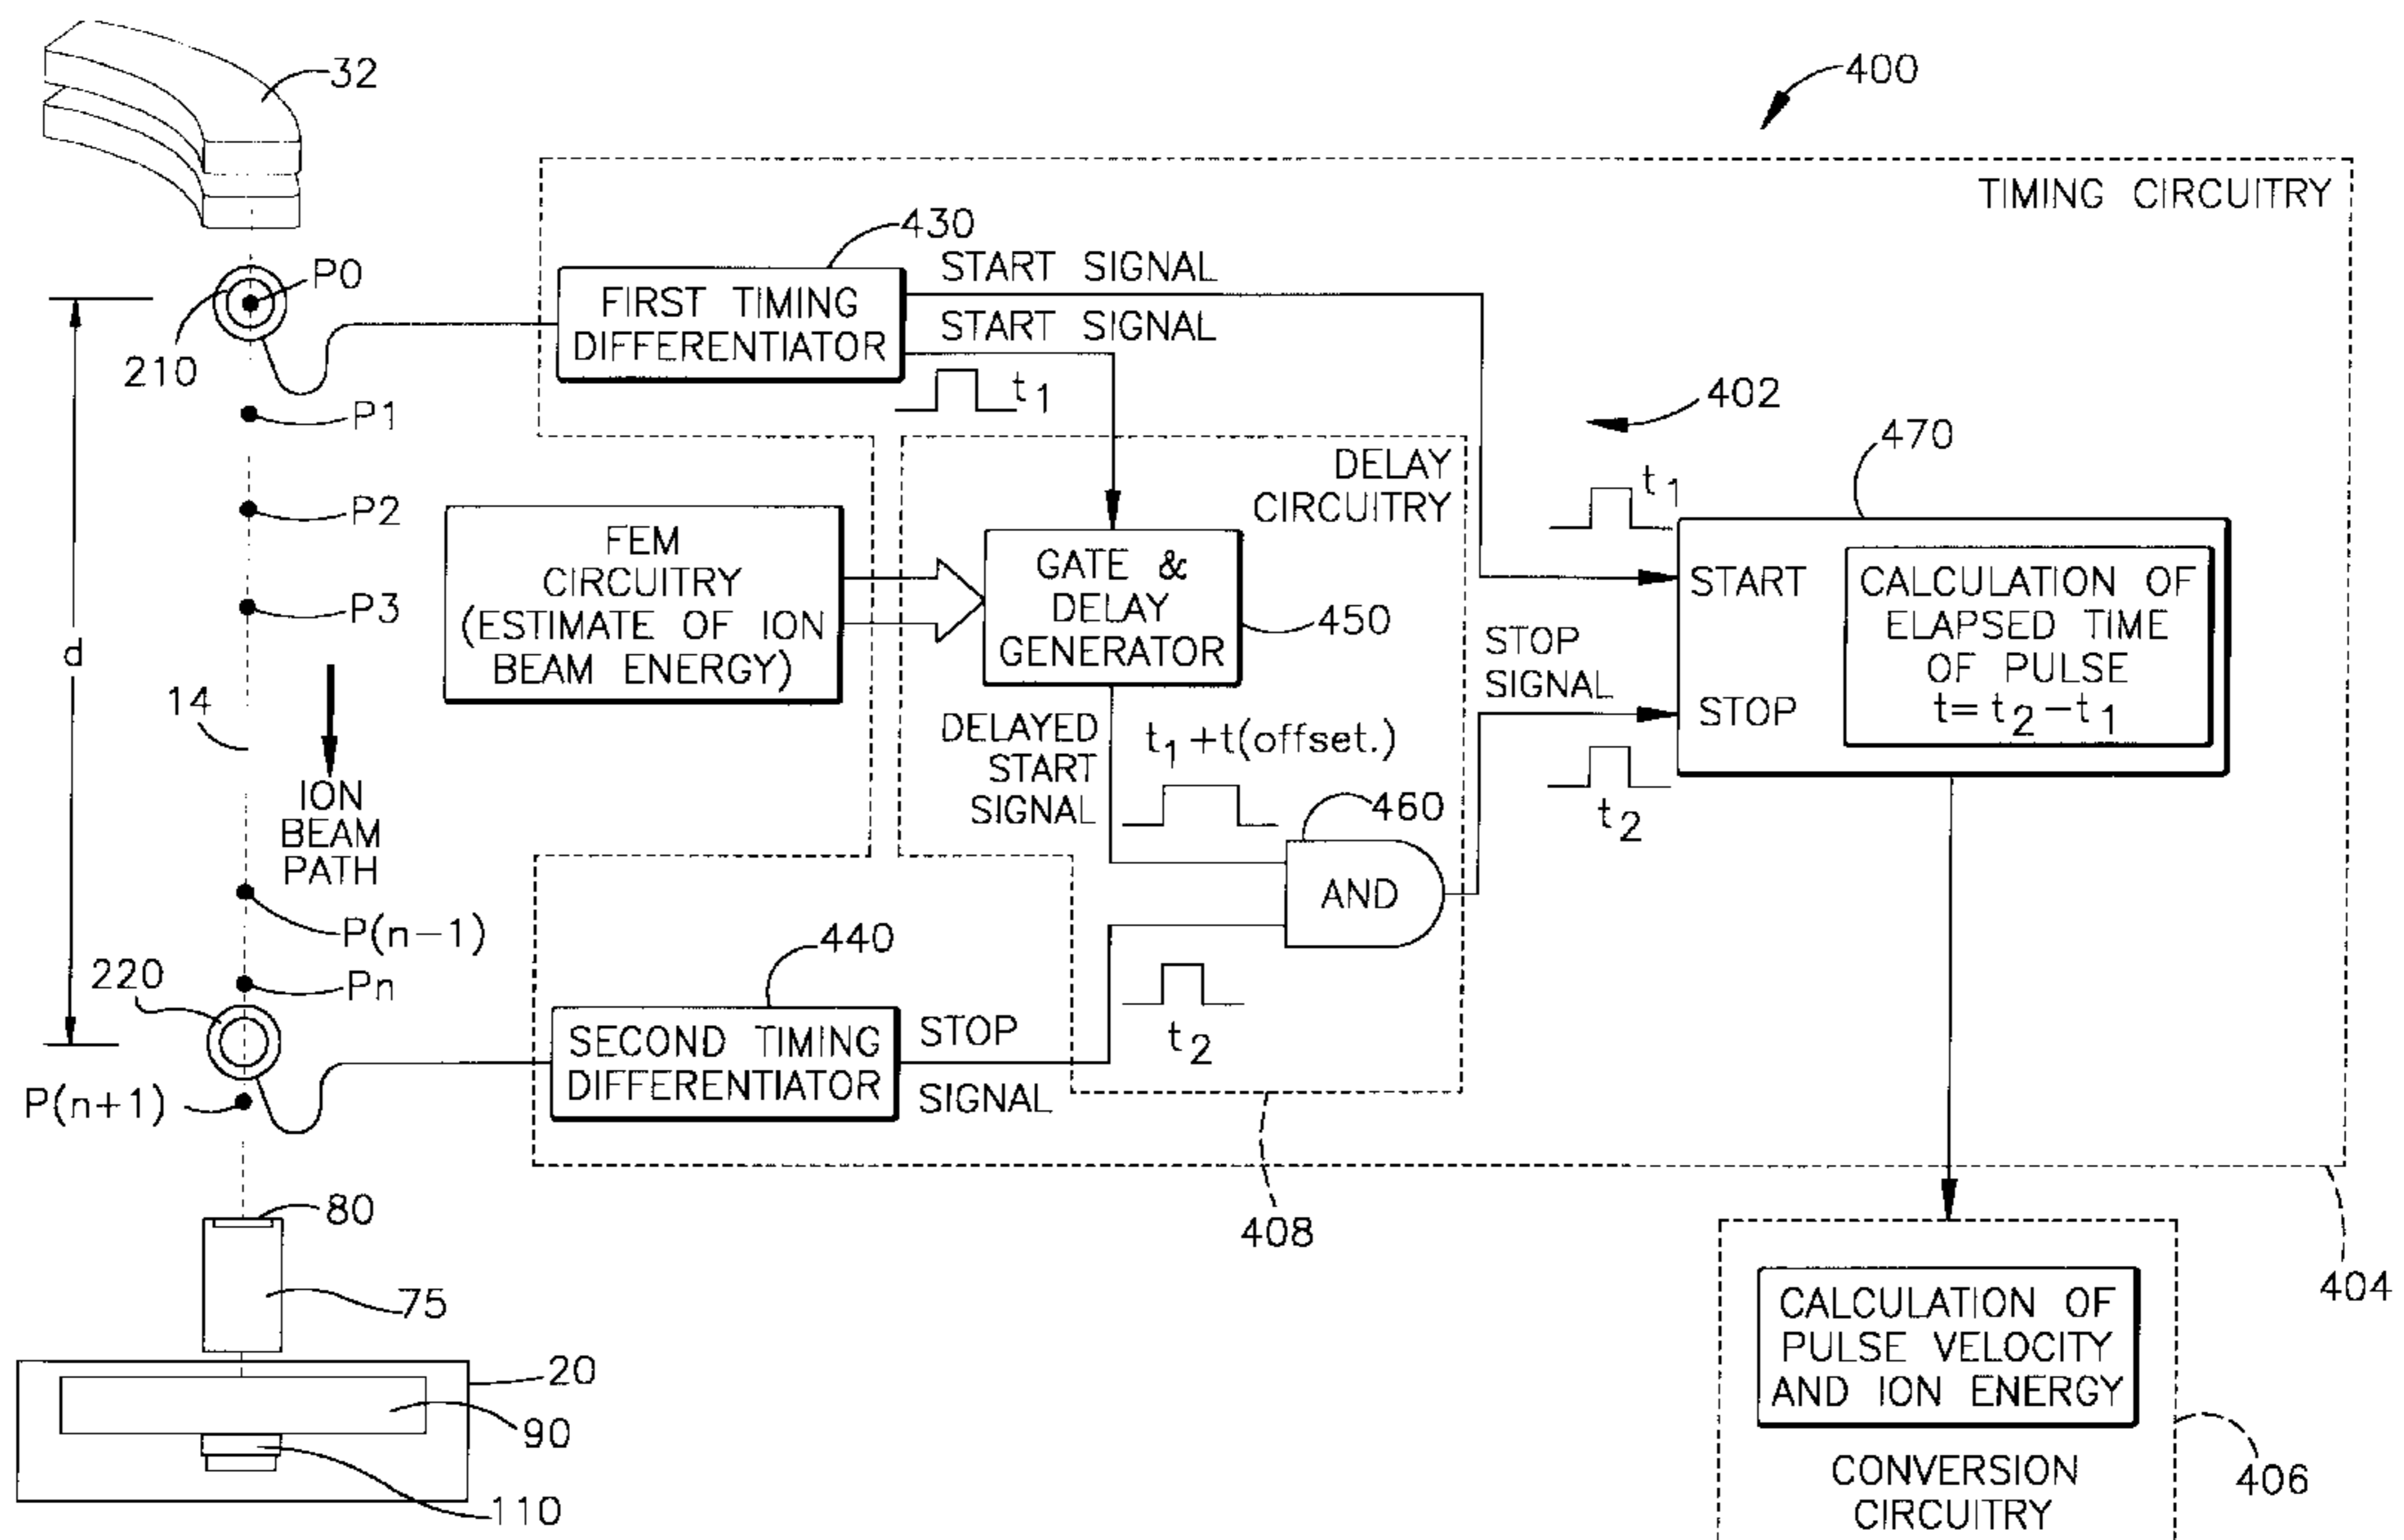 32
400
TIMING CIRCUITRY
430
START SIGNAL
P0
FIRST TIMING
DIFFERENTIATOR
START SIGNAL
210
t1
402
P1
470
DELAY
CIRCUITRY
t1
P2
FEM
CIRCUITRY
(ESTIMATE OF ION
BEAM ENERGY)
GATE &
DELAY
GENERATOR
START
CALCULATION OF
ELAPSED TIME
OF PULSE
t= t2 -t1
P3
450
d
STOP
SIGNAL
STOP
14
DELAYED
START
SIGNAL
t1 +t(offset.)
ION
BEAM
PATH
460
t2
AND
P(n-1)
440
220
Pn
t2
SECOND TIMING
DIFFERENTIATOR
STOP
SIGNAL
P(n+1)
80
408
404
75
CALCULATION OF
PULSE VELOCITY
AND ION ENERGY
20
90
406
CONVERSION
CIRCUITRY
110